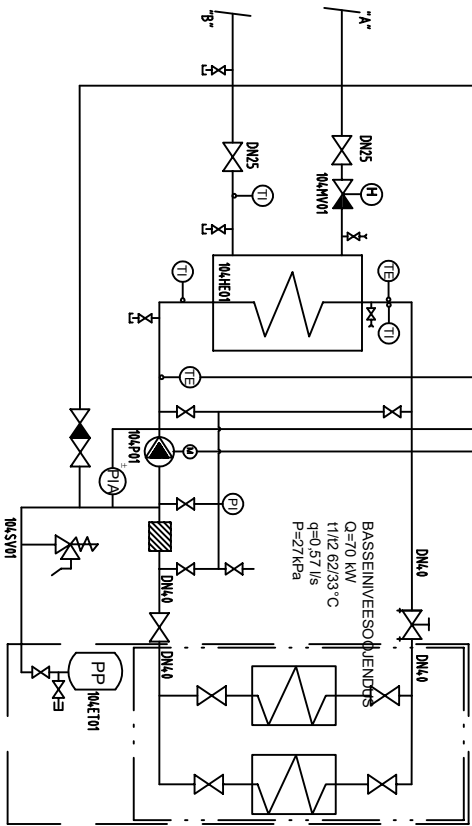 "B"
"A"
DN25
DN25
104MV01
H
TI
104HE01
TE
TI
TI
TE
104P01
M
±
PIA
PI
BASSEINIVEESOOJENDUS
Q=70 kW
t1/t2 62/33°C
q=0,57 l/s
P=27kPa
DN40
DN40
DN40
DN40
104SV01
PP
104ET01